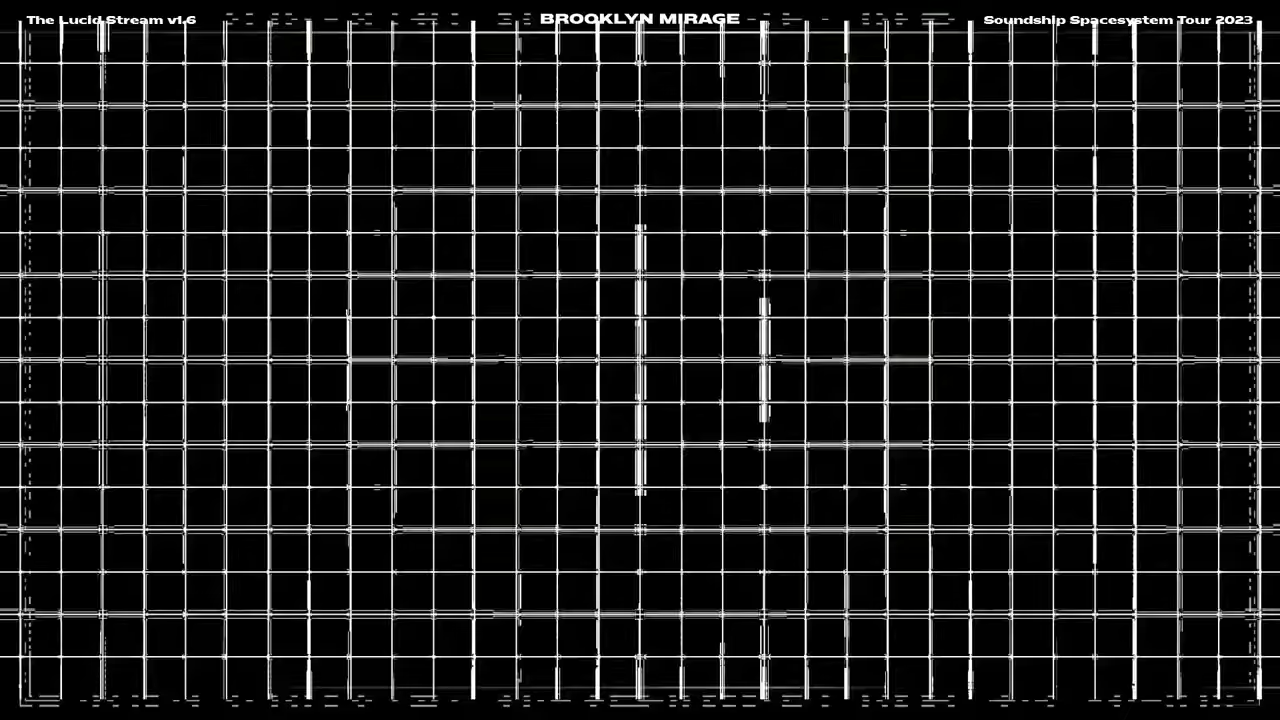 The Lucid Stream v1.6
BROOKLYN MIRAGE
Soundship Spacesystem Tour 2023